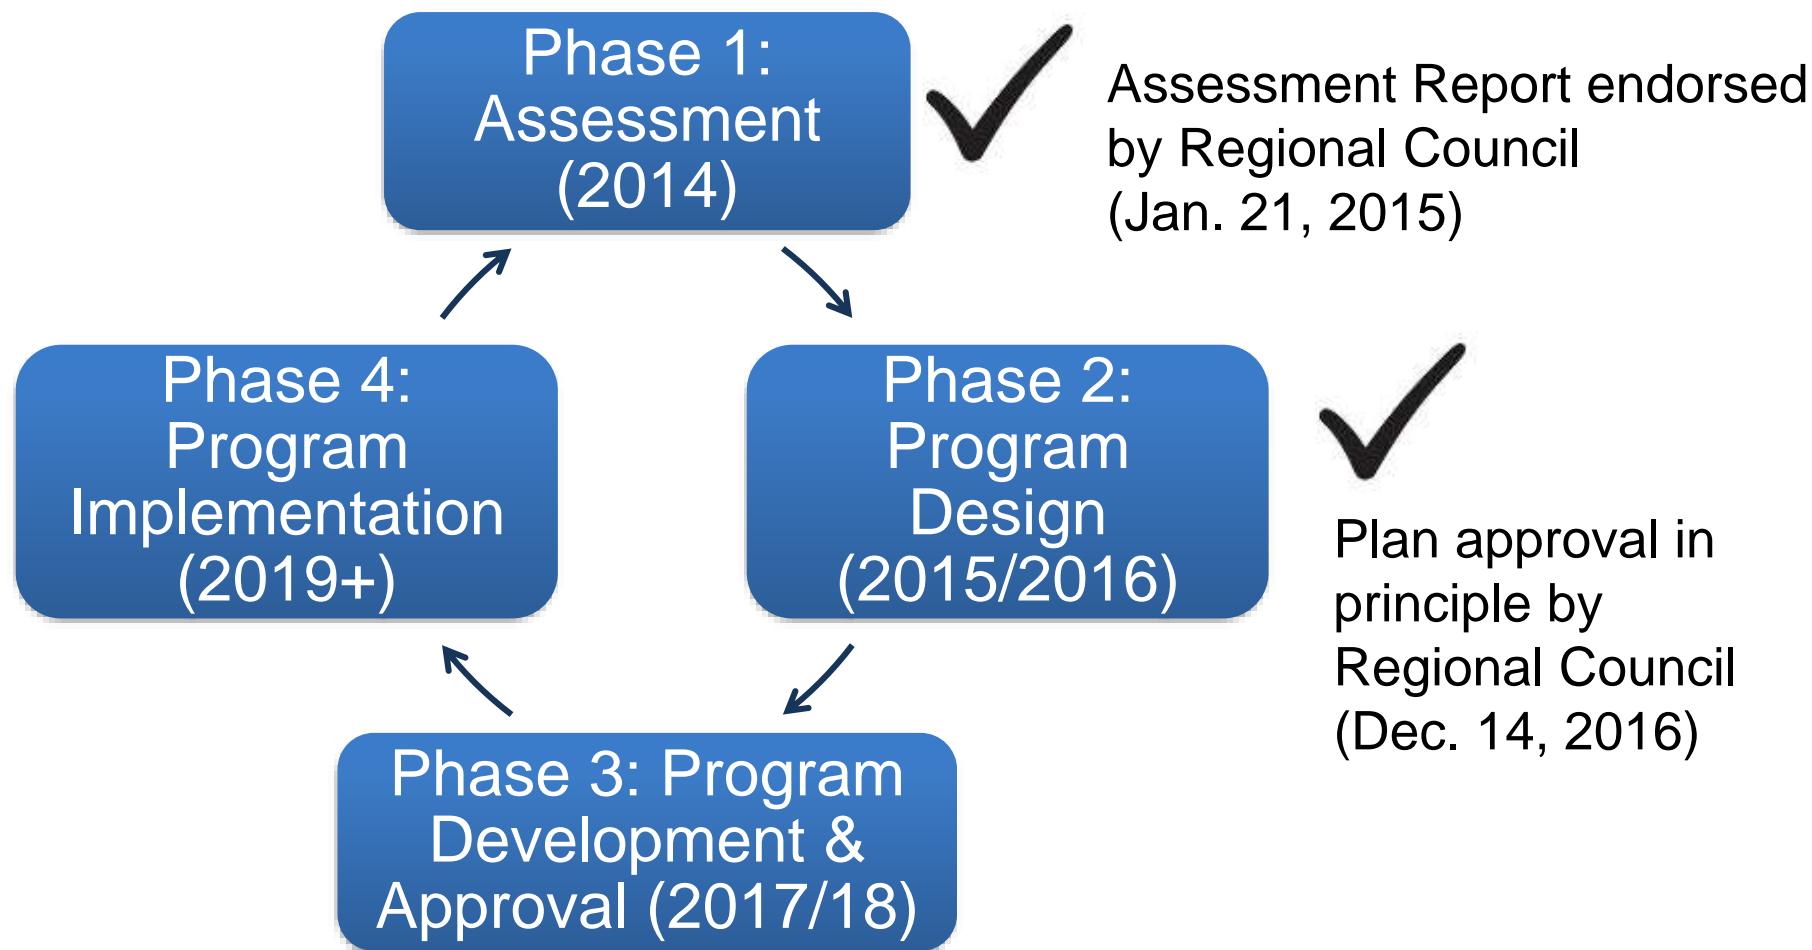 Phase 1:
Assessment
(2014)
Assessment Report endorsed
by Regional Council
(Jan. 21, 2015)
Phase 2:
Program
Design
(2015/2016)
Plan approval in
principle by
Regional Council
(Dec. 14, 2016)
Phase 3: Program
Development &
Approval (2017/18)
Phase 4:
Program
Implementation
(2019+)